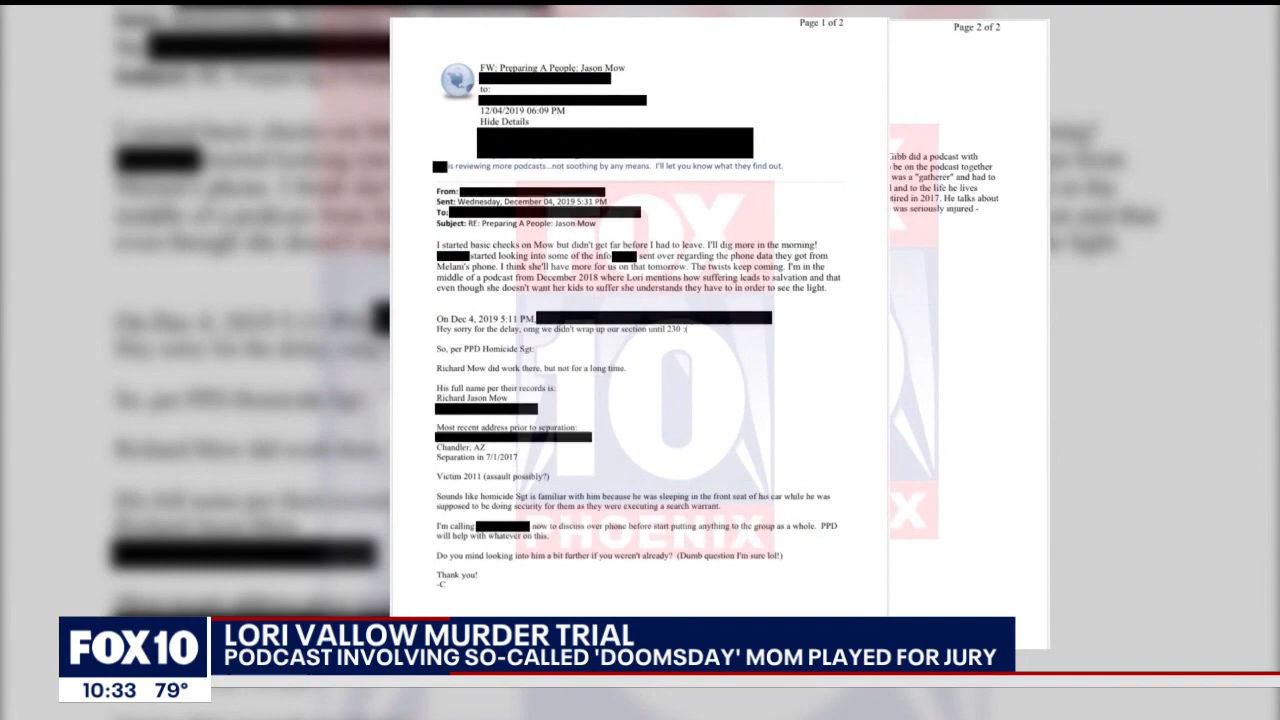 Page 1 of 2
FW: Preparing A People: Jason Mow
to:
12/04/2019 06:09 PM
Hide Details
is reviewing more podcasts...not soothing by any means. I'll let you know what they find out.
From:
Sent: Wednesday, December 04, 2019 5:31 PM
To:
Subject: RE: Preparing A People: Jason Mow
I started basic checks on Mow but didn't get far before I had to leave. I'll dig more in the morning!
started looking into some of the info sent over regarding the phone data they got from
Melani's phone. I think she'll have more for us on that tomorrow. The twists keep coming. I'm in the
middle of a podcast from December 2018 where Lori mentions how suffering leads to salvation and that
even though she doesn't want her kids to suffer she understands they have to in order to see the light.
On Dec 4, 2019 5:11 PM,
Hey sorry for the delay, omg we didn't wrap up our section until 230 :(
So, per PPD Homicide Sgt:
Richard Mow did work there, but not for a long time.
His full name per their records is:
Richard Jason Mow
Most recent address prior to separation:
Chandler, AZ
Separation in 7/1/2017
Victim 2011 (assault possibly?)
Sounds like homicide Sgt is familiar with him because he was sleeping in the front seat of his car while he was
supposed to be doing security for them as they were executing a search warrant.
I'm calling now to discuss over phone before start putting anything to the group as a whole. PPD
will help with whatever on this.
Do you mind looking into him a bit further if you weren't already? (Dumb question I'm sure lol!)
Thank you!
-C
Page 2 of 2
Gibb did a podcast with
be on the podcast together
was a "gatherer" and had to
and to the life he lives
tired in 2017. He talks about
was seriously injured -
FOX
10
PHOENIX
FOX 10
10:33 79°
LORI VALLOW MURDER TRIAL
PODCAST INVOLVING SO-CALLED 'DOOMSDAY' MOM PLAYED FOR JURY